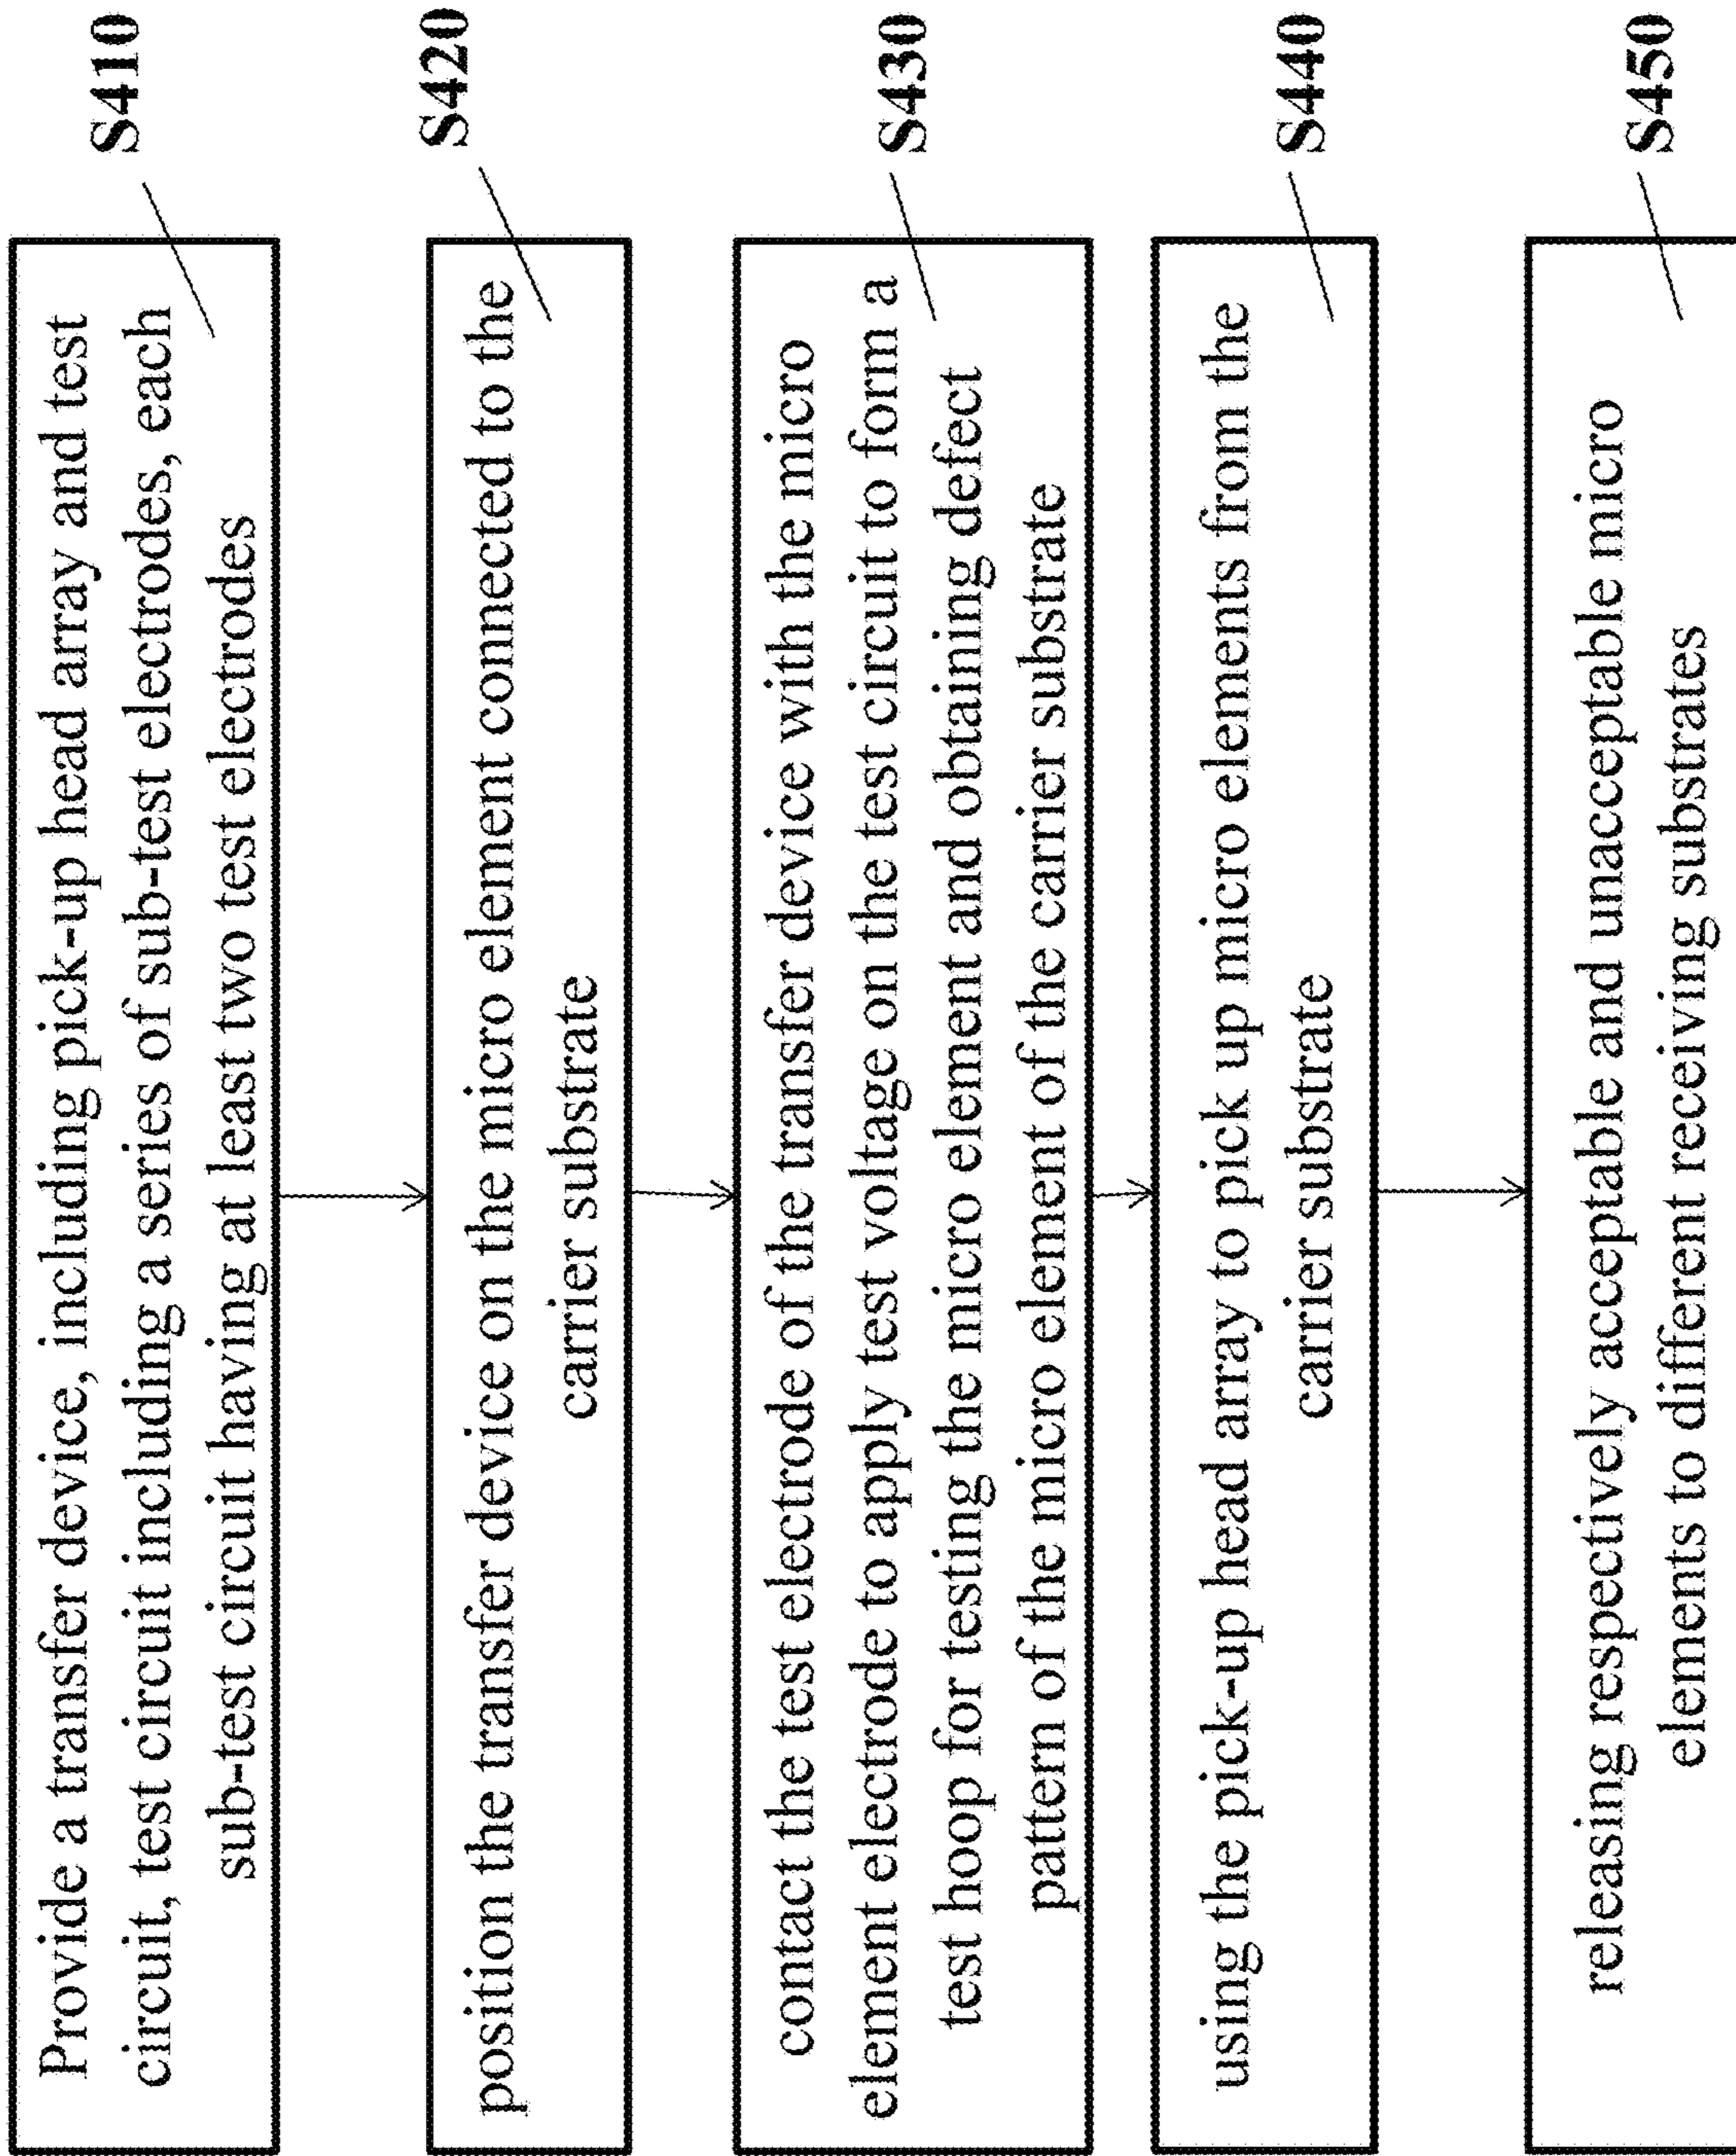 Provide a transfer device, including pick-up head array and test
circuit, test circuit including a series of sub-test electrodes, each
sub-test circuit having at least two test electrodes
S410
position the transfer device on the micro element connected to the
carrier substrate
S420
contact the test electrode of the transfer device with the micro
element electrode to apply test voltage on the test circuit to form a
test hoop for testing the micro element and obtaining defect
pattern of the micro element of the carrier substrate
S430
using the pick-up head array to pick up micro elements from the
carrier substrate
S440
releasing respectively acceptable and unacceptable micro
elements to different receiving substrates
S450